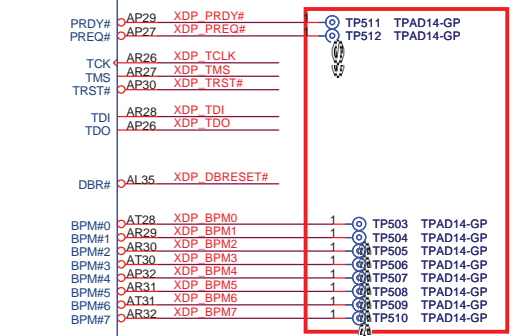 PRDY# AP29 XDP_PRDY# 1 TP511 TPAD14-GP
PREQ# AP27 XDP_PREQ# 1 TP512 TPAD14-GP
TCK AR26 XDP_TCLK
TMS AR27 XDP_TMS
TRST# AP30 XDP_TRST#
TDI AR28 XDP_TDI
TDO AP26 XDP_TDO
DBR# AL35 XDP_DBRESET#
BPM#0 AT28 XDP_BPM0 1 TP503 TPAD14-GP
BPM#1 AR29 XDP_BPM1 1 TP504 TPAD14-GP
BPM#2 AR30 XDP_BPM2 1 TP505 TPAD14-GP
BPM#3 AT30 XDP_BPM3 1 TP506 TPAD14-GP
BPM#4 AP32 XDP_BPM4 1 TP507 TPAD14-GP
BPM#5 AR31 XDP_BPM5 1 TP508 TPAD14-GP
BPM#6 AT31 XDP_BPM6 1 TP509 TPAD14-GP
BPM#7 AR32 XDP_BPM7 1 TP510 TPAD14-GP